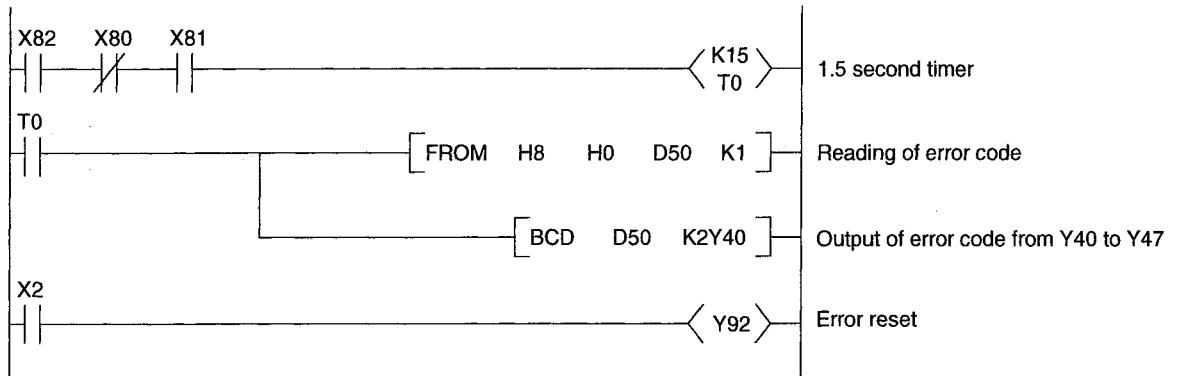 X82 X80 X81
K15
T0
1.5 second timer
T0
FROM H8 H0 D50 K1
Reading of error code
BCD D50 K2Y40
Output of error code from Y40 to Y47
X2
Y92
Error reset